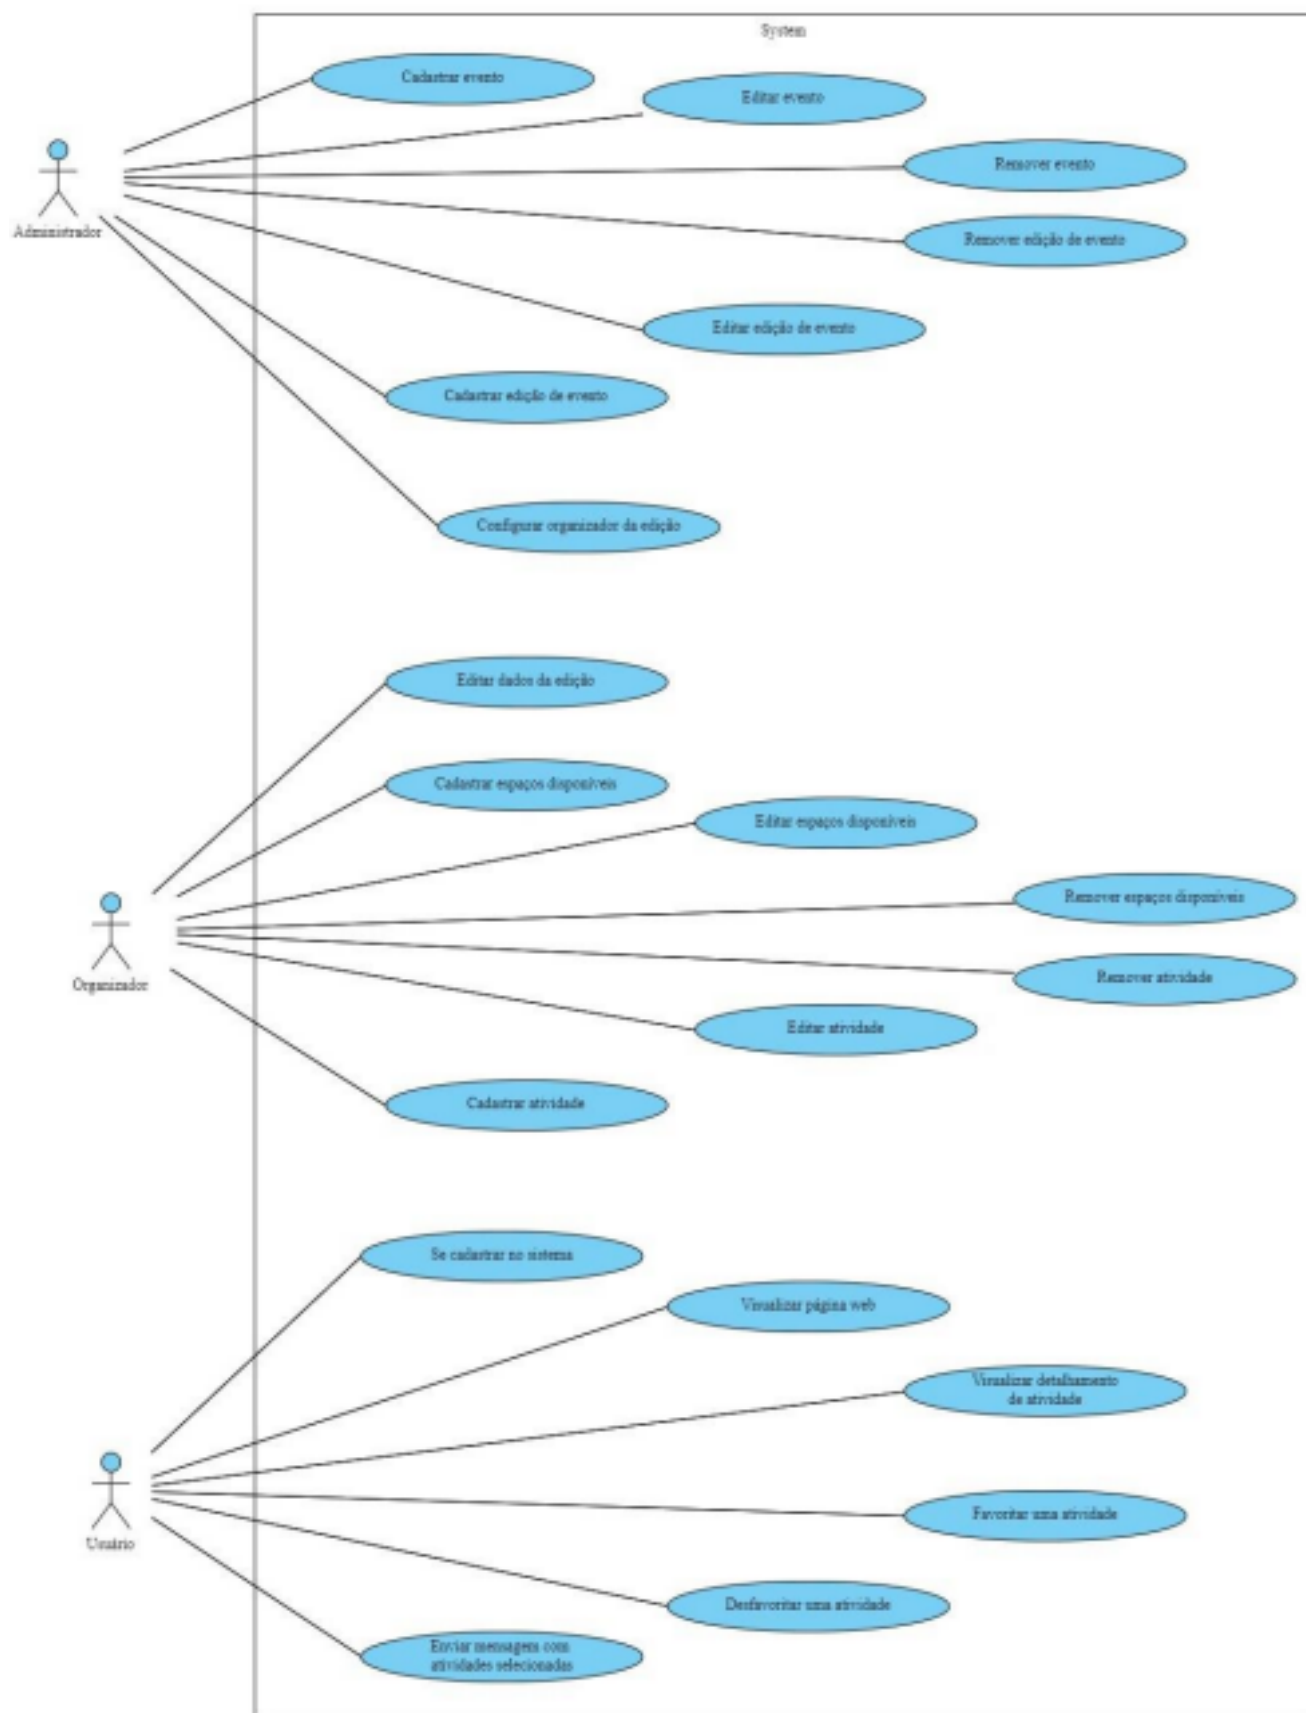 System
Cadastrar evento
Editar evento
Remover evento
Administrador
Remover edição de evento
Editar edição de evento
Cadastrar edição de evento
Configurar organizador da edição
Editar dados da edição
Cadastrar espaços disponíveis
Editar espaços disponíveis
Remover espaços disponíveis
Organizador
Remover atividade
Editar atividade
Cadastrar atividade
Se cadastrar no sistema
Visualizar página web
Visualizar detalhamento
de atividade
Favoritar uma atividade
Usuário
Desfavoritar uma atividade
Enviar mensagem com
atividades selecionadas